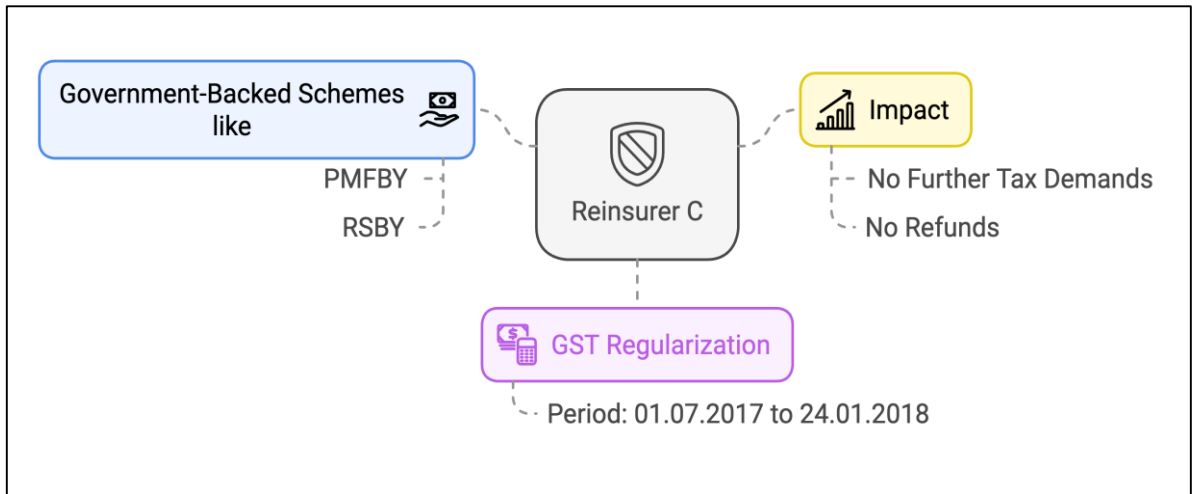 Government-Backed Schemes
like
PMFBY
RSBY
Reinsurer C
Impact
No Further Tax Demands
No Refunds
GST Regularization
Period: 01.07.2017 to 24.01.2018